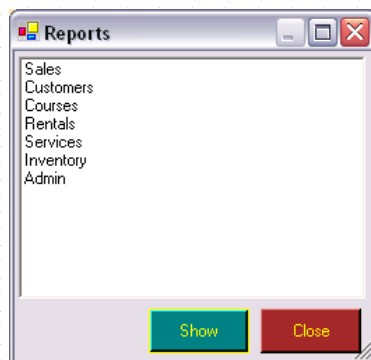 Reports
Sales
Customers
Courses
Rentals
Services
Inventory
Admin
Show
Close